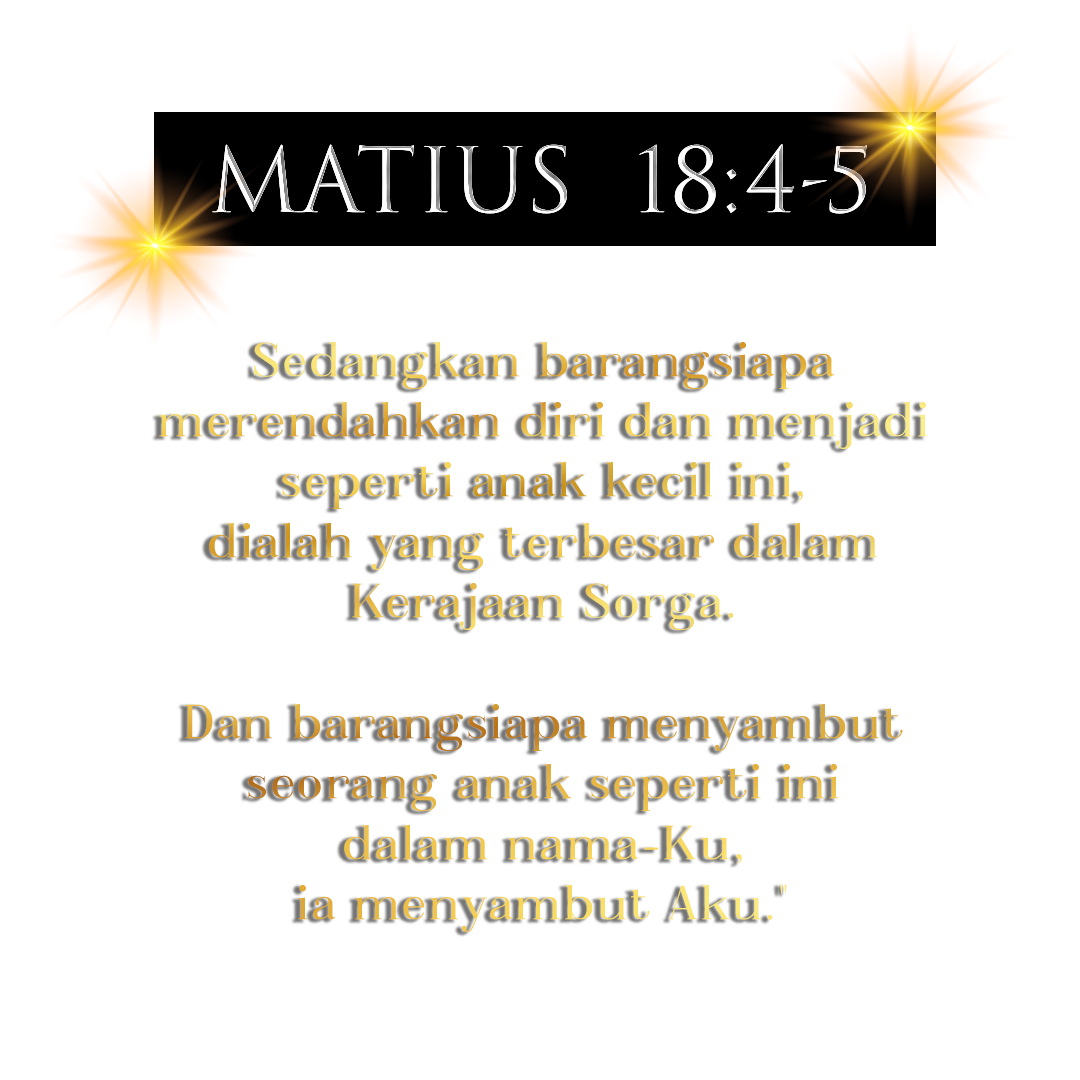 MATIUS 18:4-5
Sedangkan barangsiapa
merendahkan diri dan menjadi
seperti anak kecil ini,
dialah yang terbesar dalam
Kerajaan Sorga.
Dan barangsiapa menyambut
seorang anak seperti ini
dalam nama-Ku,
ia menyambut Aku."